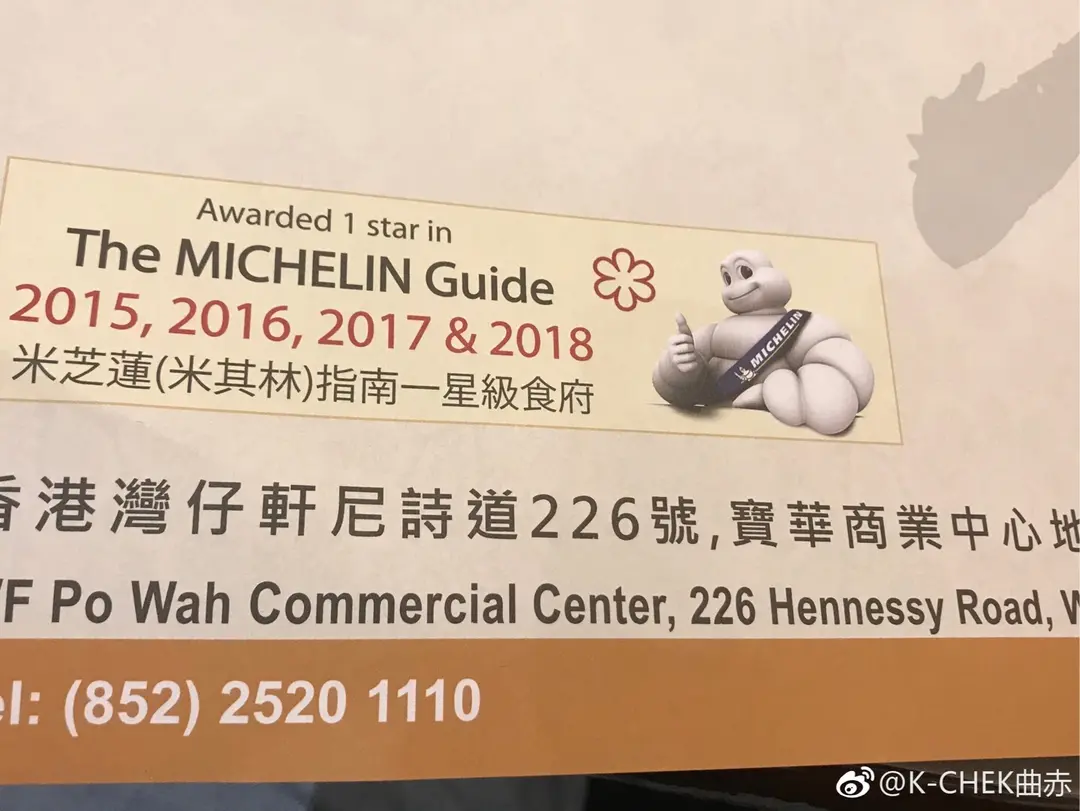 Awarded 1 star in
The MICHELIN Guide
2015, 2016, 2017 & 2018
米芝蓮(米其林)指南一星級食府
MICHELIN
香港灣仔軒尼詩道226號,寶華商業中心地
/F Po Wah Commercial Center, 226 Hennessy Road, W
el: (852) 2520 1110
@K-CHEK曲赤